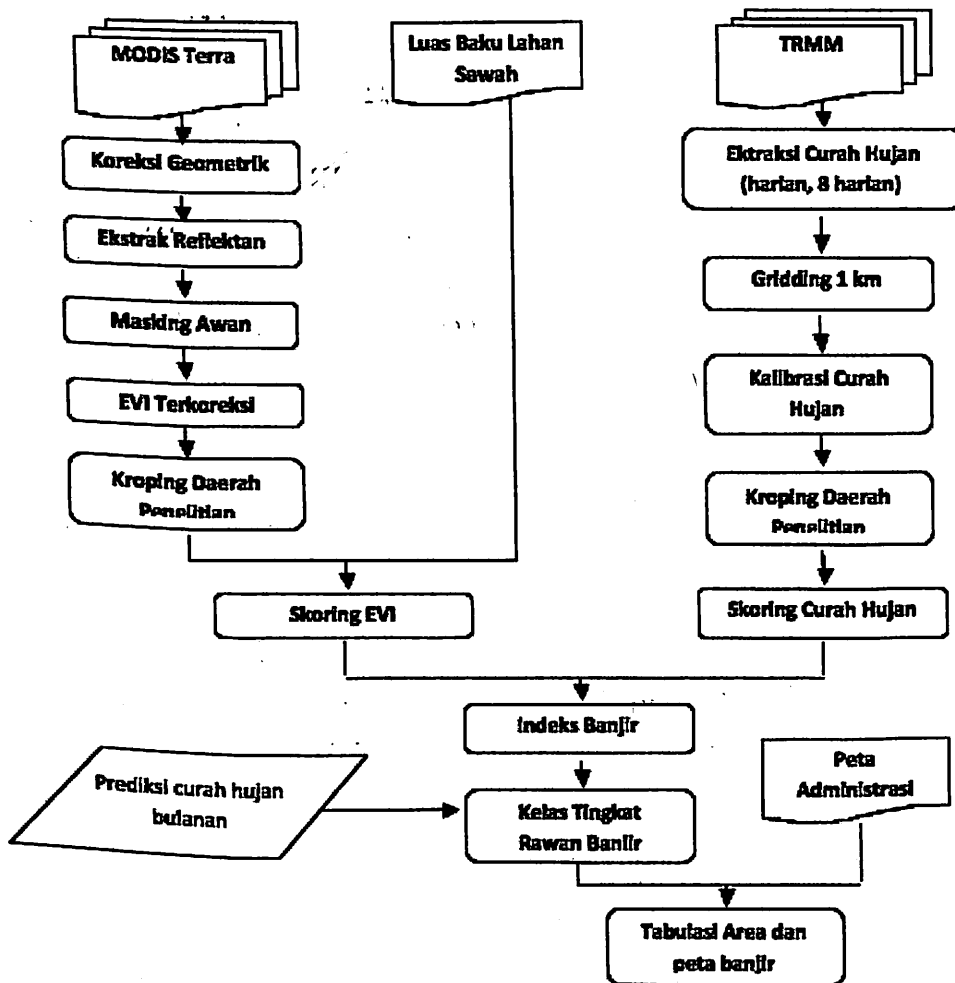 MODIS Terra
Luas Baku Lahan
Sawah
TRMM
Koreksi Geometrik
Ekstrak Reflektan
Masking Awan
EVI Terkoreksi
Kroping Daerah
Penelitian
Ektraksi Curah Hujan
(harian, 8 harian)
Gridding 1 km
Kalibrasi Curah
Hujan
Kroping Daerah
Penelitian
Skoring EVI
Skoring Curah Hujan
Indeks Banjir
Prediksi curah hujan
bulanan
Kelas Tingkat
Rawan Banjir
Peta
Administrasi
Tabulasi Area dan
peta banjir